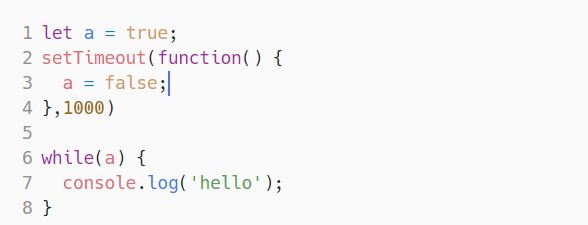 1 let a = true;
2 setTimeout(function() {
3   a = false;
4 },1000)
5
6 while(a) {
7   console.log('hello');
8 }